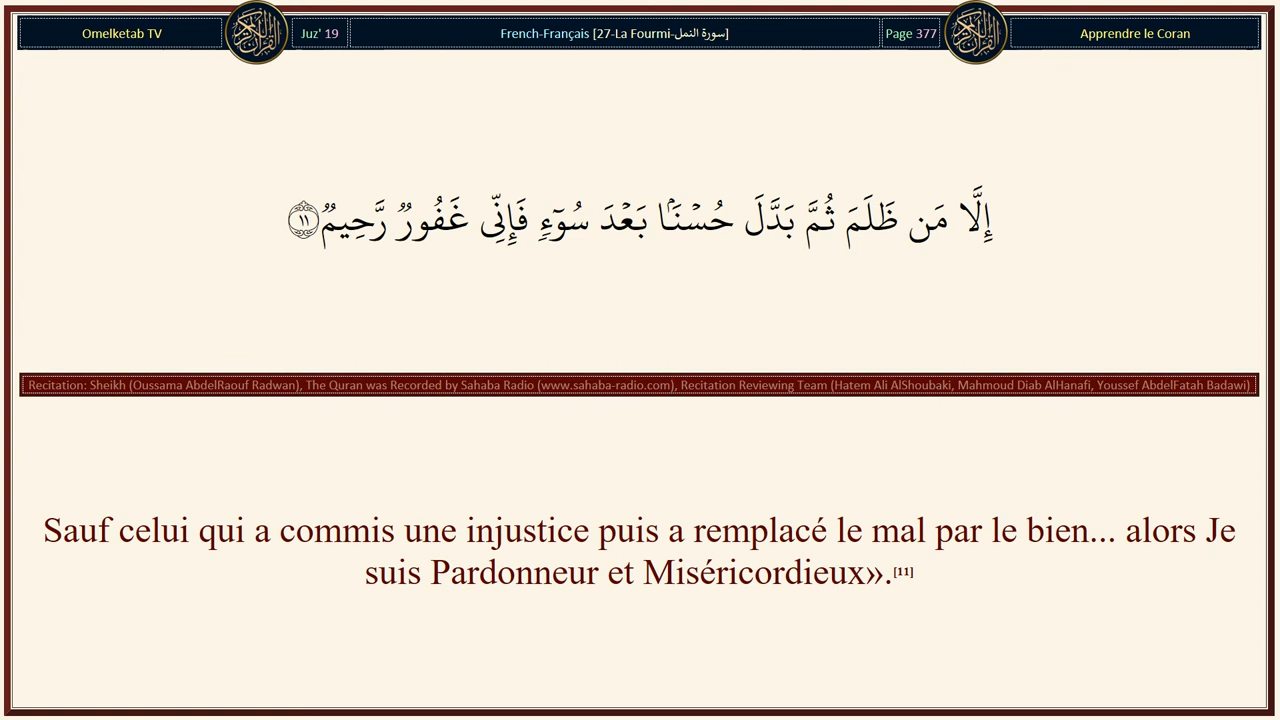 Omelketab TV
Juz' 19
French-Français [27-La Fourmi-سورة النمل]
Page 377
Apprendre le Coran
إِلَّا مَن ظَلَمَ ثُمَّ بَدَّلَ حُسْنَۢا بَعْدَ سُوٓءٍۢ فَإِنِّى غَفُورٌۭ رَّحِيمٌۭ ١١
Recitation: Sheikh (Oussama AbdelRaouf Radwan), The Quran was Recorded by Sahaba Radio (www.sahaba-radio.com), Recitation Reviewing Team (Hatem Ali AlShoubaki, Mahmoud Diab AlHanafi, Youssef AbdelFatah Badawi)
Sauf celui qui a commis une injustice puis a remplacé le mal par le bien... alors Je
suis Pardonneur et Miséricordieux».[11]